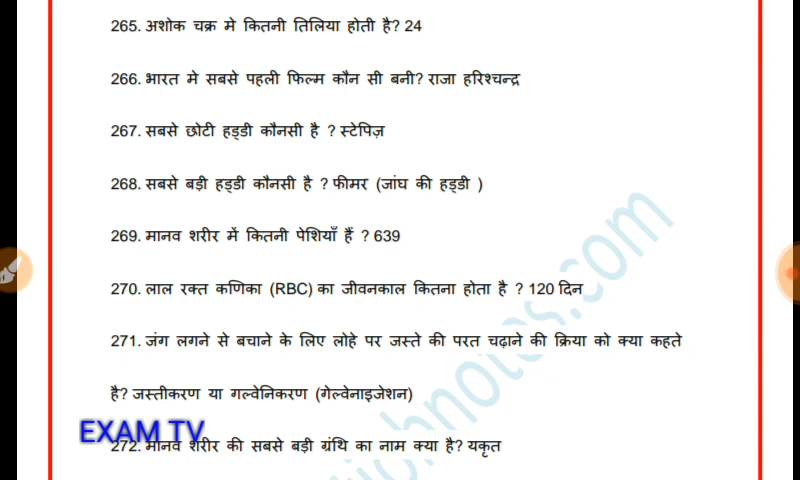 265. अशोक चक्र मे कितनी तिलिया होती है? 24
266. भारत मे सबसे पहली फिल्म कौन सी बनी? राजा हरिश्चन्द्र
267. सबसे छोटी हड्डी कौनसी है ? स्टेपिज़
268. सबसे बड़ी हड्डी कौनसी है ? फीमर (जांघ की हड्डी )
269. मानव शरीर में कितनी पेशियाँ हैं ? 639
270. लाल रक्त कणिका (RBC) का जीवनकाल कितना होता है ? 120 दिन
271. जंग लगने से बचाने के लिए लोहे पर जस्ते की परत चढ़ाने की क्रिया को क्या कहते
है? जस्तीकरण या गल्वेनिकरण (गेल्वेनाइजेशन)
EXAM TV
272. मानव शरीर की सबसे बड़ी ग्रंथि का नाम क्या है? यकृत